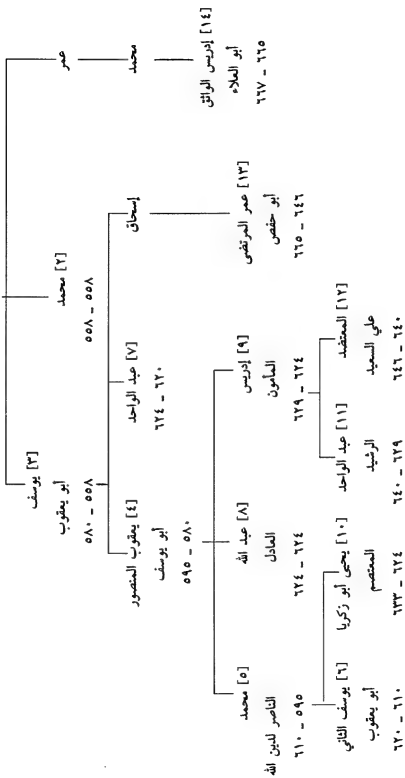 [٣] يوسف
أبو يعقوب
٥٥٨ – ٥٨٠
[٢] محمد
٥٥٨ – ٥٥٨
عمر
محمد
[١٤] إدريس الواثق
أبو العلاء
٦٦٥ – ٦٦٧
[٤] يعقوب المنصور
أبو يوسف
٥٨٠ – ٥٩٥
[٧] عبد الواحد
٦٢٠ – ٦٢٤
إسحاق
[١٣] عمر المرتضى
أبو حفص
٦٤٦ – ٦٦٥
[٥] محمد
الناصر لدين الله
٥٩٥ – ٦١٠
[٨] عبد الله
العادل
٦٢٤ – ٦٢٤
[٩] إدريس
المأمون
٦٢٤ – ٦٢٩
[٦] يوسف الثاني
أبو يعقوب
٦١٠ – ٦٢٠
[١٠] يحيى أبو زكريا
المعتصم
٦٢٤ – ٦٣٣
[١١] عبد الواحد
الرشيد
٦٢٩ – ٦٤٠
[١٢] المعتضد
علي السعيد
٦٤٠ – ٦٤٦